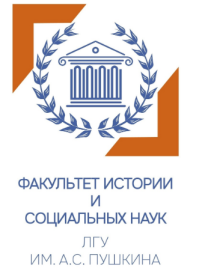 ФАКУЛЬТЕТ ИСТОРИИ
И
СОЦИАЛЬНЫХ НАУК
ЛГУ
ИМ. А.С. ПУШКИНА